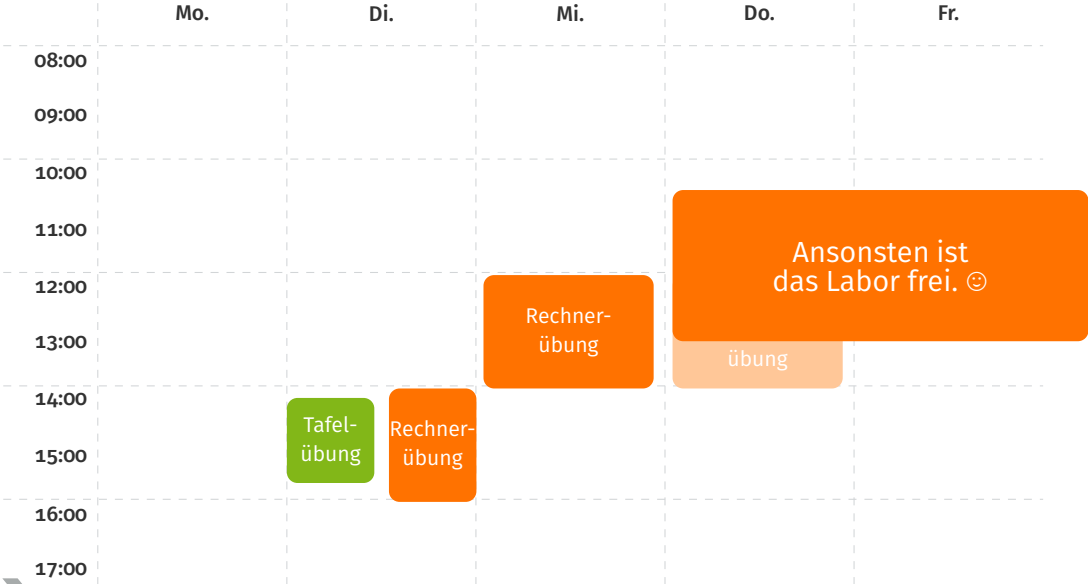 Mo.
Di.
Mi.
Do.
Fr.
08:00
09:00
10:00
11:00
12:00
13:00
14:00
15:00
16:00
17:00
Ansonsten ist
das Labor frei. ☺
Rechner-
übung
übung
Tafel-
übung
Rechner-
übung